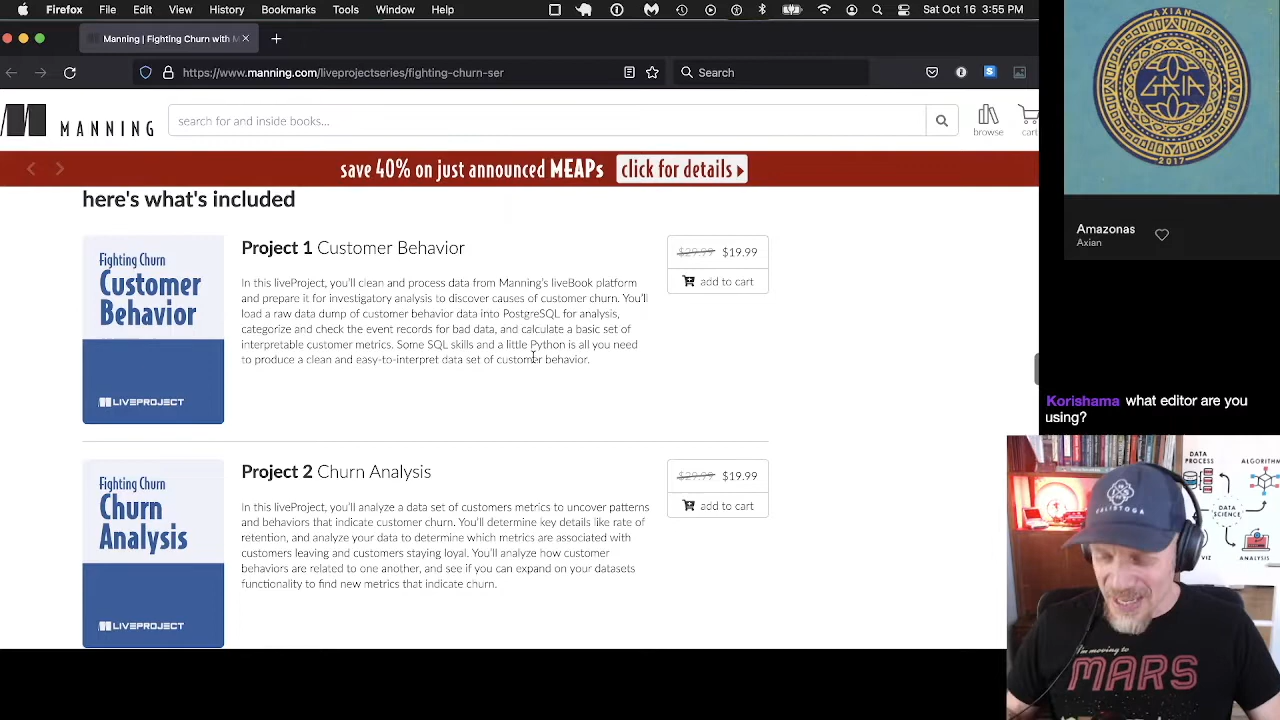 Firefox File Edit View History Bookmarks Tools Window Help Sat Oct 16 3:55 PM
Manning | Fighting Churn with M
https://www.manning.com/liveprojectseries/fighting-churn-ser
Search
MANNING
search for and inside books...
browse
cart
save 40% on just announced MEAPs click for details
here's what's included
Fighting Churn
Customer
Behavior
LIVEPROJECT
Project 1 Customer Behavior
In this liveProject, you'll clean and process data from Manning's liveBook platform
and prepare it for investigatory analysis to discover causes of customer churn. You'll
load a raw data dump of customer behavior data into PostgreSQL for analysis,
categorize and check the event records for bad data, and calculate a basic set of
interpretable customer metrics. Some SQL skills and a little Python is all you need
to produce a clean and easy-to-interpret data set of customer behavior.
$29.99 $19.99
add to cart
Fighting Churn
Churn
Analysis
LIVEPROJECT
Project 2 Churn Analysis
In this liveProject, you'll analyze a data set of customers metrics to uncover patterns
and behaviors that indicate customer churn. You'll determine key details like rate of
retention, and analyze your data to determine which metrics are associated with
customers leaving and customers staying loyal. You'll analyze how customer
behaviors are related to one another, and see if you can expand on your datasets
functionality to find new metrics that indicate churn.
$29.99 $19.99
add to cart
AXIAN
GAIA
2017
Amazonas
Axian
Korishama what editor are you
using?
DATA
PROCESS
ALGORITHM
DATA
SCIENCE
VIZ
ANALYSIS
CALISTOGA
I'm moving to
MARS